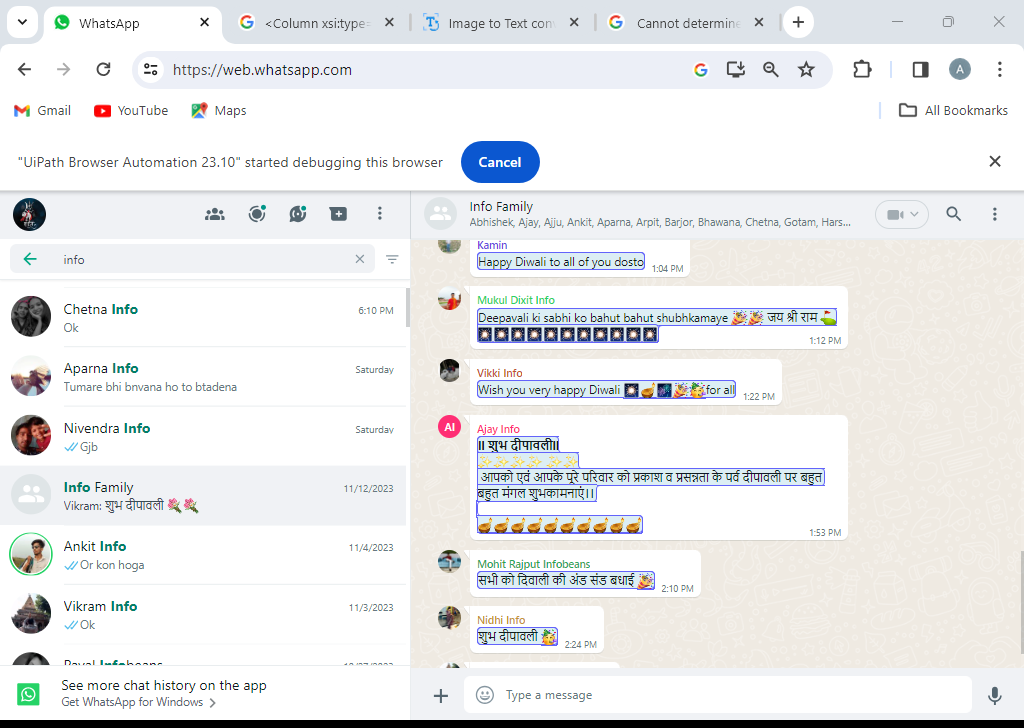 WhatsApp
<Column xsi:type=
Image to Text con
Cannot determine
https://web.whatsapp.com
A
Gmail
YouTube
Maps
All Bookmarks
"UiPath Browser Automation 23.10" started debugging this browser
Cancel
info
Chetna Info
6:10 PM
Ok
Aparna Info
Saturday
Tumare bhi bnvana ho to btadena
Nivendra Info
Saturday
Gjb
Info Family
11/12/2023
Vikram: शुभ दीपावली 💐💐
Ankit Info
11/4/2023
Or kon hoga
Vikram Info
11/3/2023
Ok
Payal Infobeans
10/27/2023
See more chat history on the app
Get WhatsApp for Windows
Info Family
Abhishek, Ajay, Ajju, Ankit, Aparna, Arpit, Barjor, Bhawana, Chetna, Gotam, Hars...
Kamin
Happy Diwali to all of you dosto
1:04 PM
Mukul Dixit Info
Deepavali ki sabhi ko bahut bahut shubhkamaye 🎉🎉 जय श्री राम ⛳
🎆🎆🎆🎆🎆🎆🎆🎆🎆🎆🎆
1:12 PM
Vikki Info
Wish you very happy Diwali 🎇🪔🎆🎉🥳for all
1:22 PM
AI
Ajay Info
॥ शुभ दीपावली॥
✨✨✨✨✨✨
आपको एवं आपके पूरे परिवार को प्रकाश व प्रसन्नता के पर्व दीपावली पर बहुत
बहुत मंगल शुभकामनाएं।।
🪔🪔🪔🪔🪔🪔🪔🪔🪔🪔
1:53 PM
Mohit Rajput Infobeans
सभी को दिवाली की अंड संड बधाई 🎉
2:10 PM
Nidhi Info
शुभ दीपावली 🥳
2:24 PM
Type a message